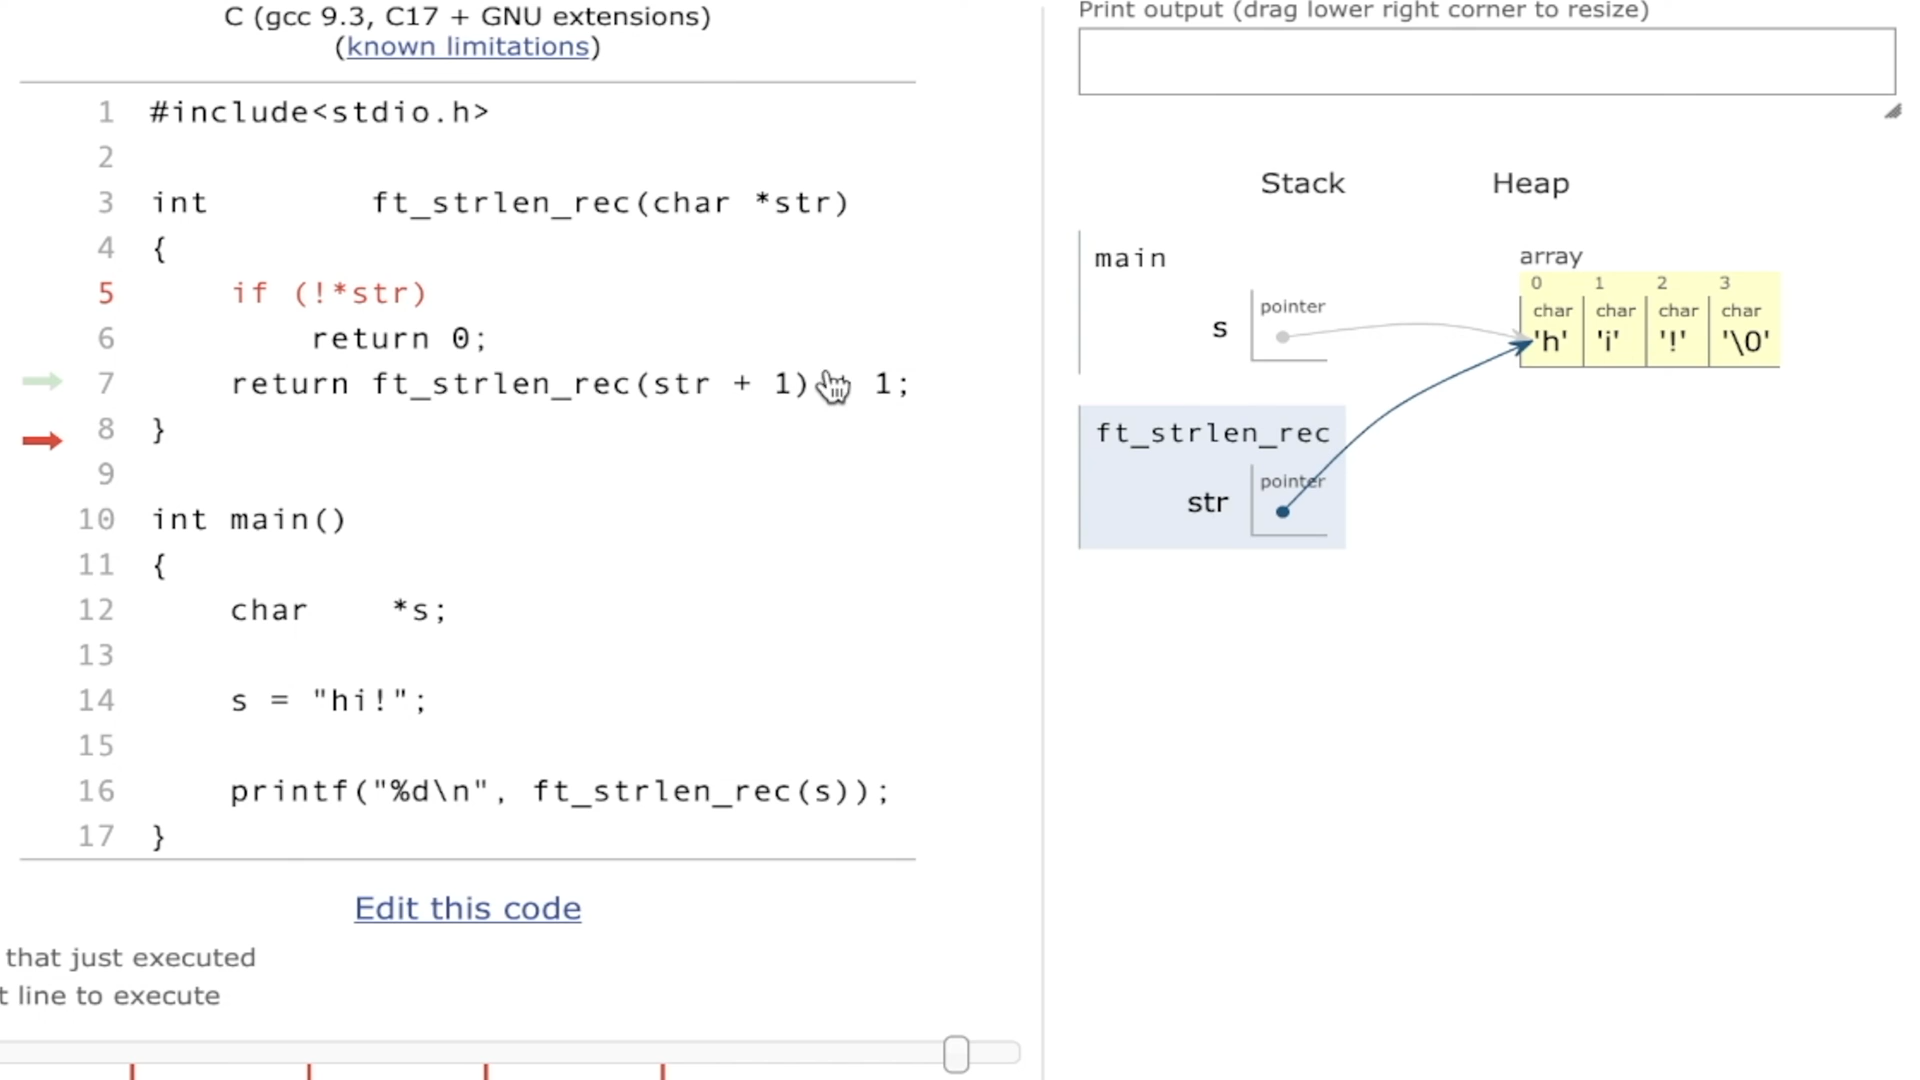 C (gcc 9.3, C17 + GNU extensions)
(known limitations)
1 #include<stdio.h>
2
3 int ft_strlen_rec(char *str)
4 {
5 if (!*str)
6 return 0;
7 return ft_strlen_rec(str + 1) 1;
8 }
9
10 int main()
11 {
12 char *s;
13
14 s = "hi!";
15
16 printf("%d\n", ft_strlen_rec(s));
17 }
Edit this code
that just executed
t line to execute
Print output (drag lower right corner to resize)
Stack Heap
main
s pointer
array
0 1 2 3
char char char char
'h' 'i' '!' '\0'
ft_strlen_rec
str pointer